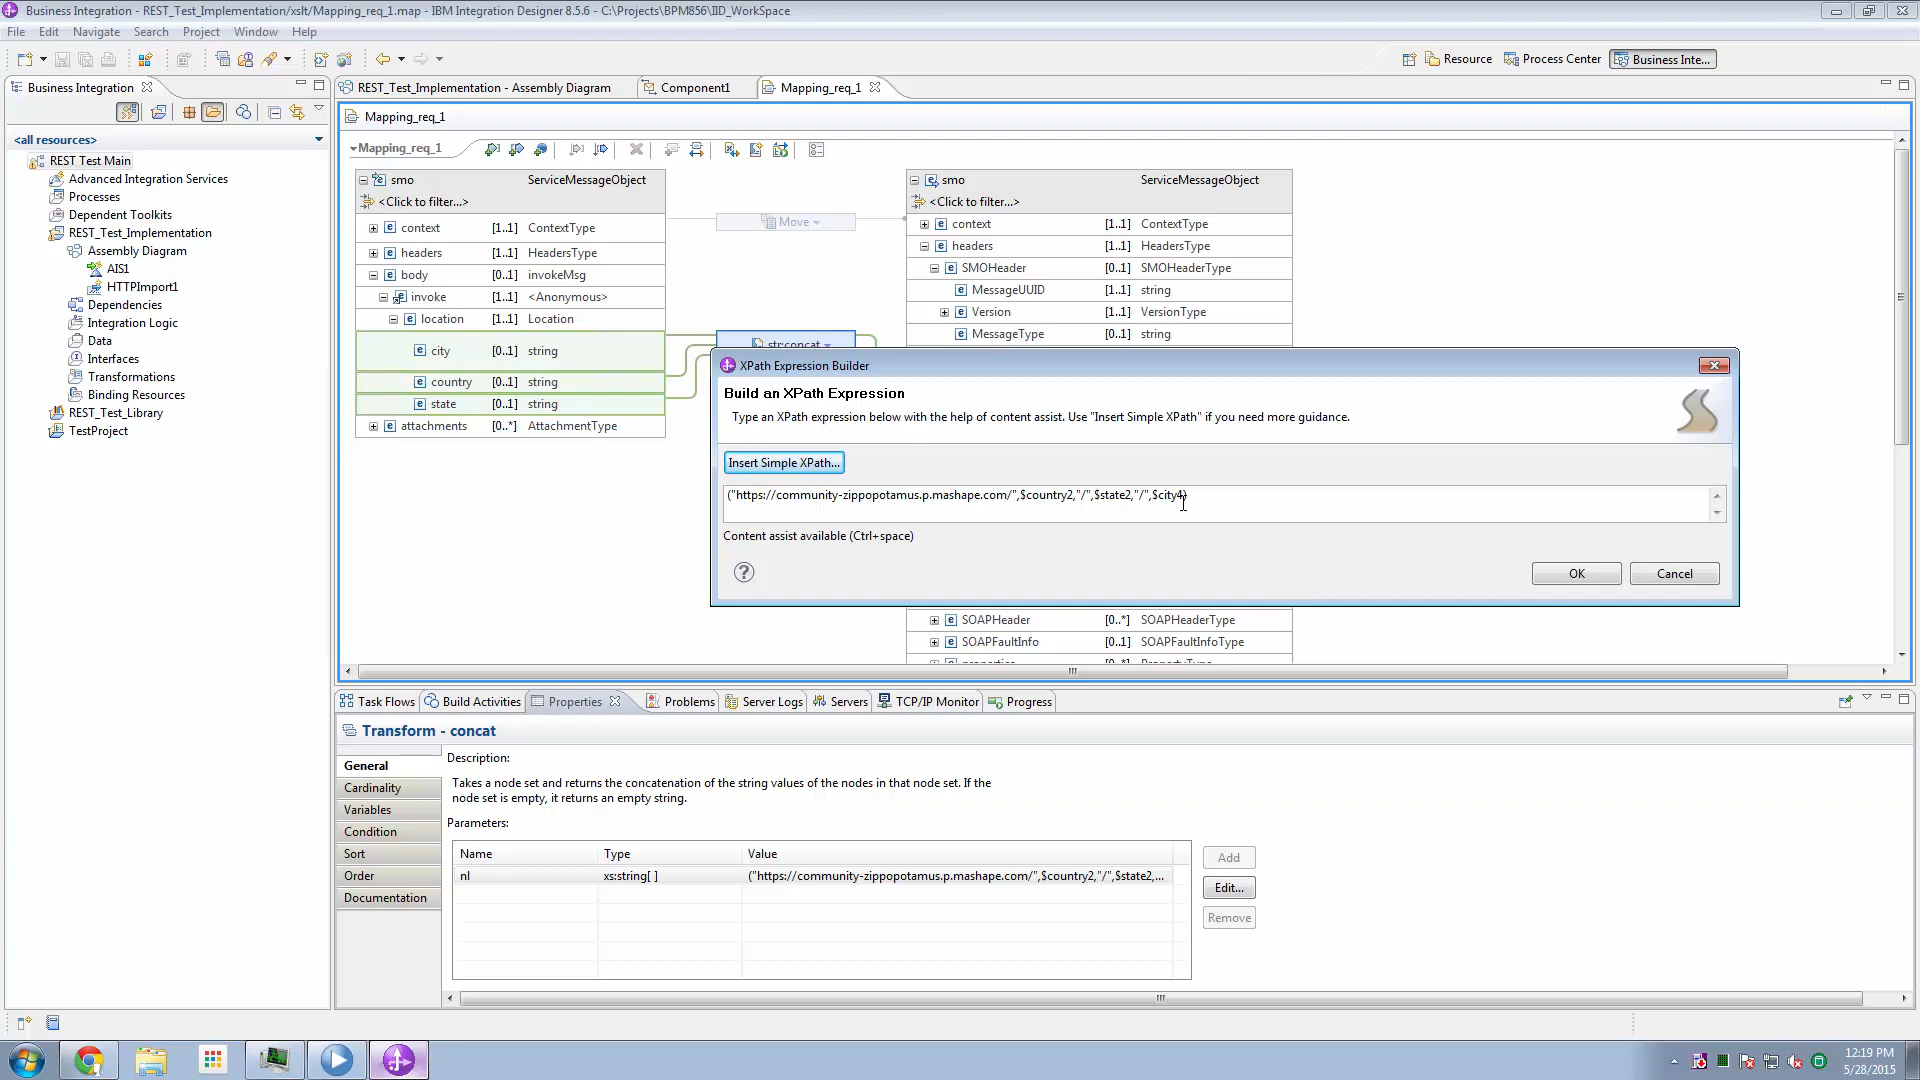 Business Integration - REST_Test_Implementation/xslt/Mapping_req_1.map - IBM Integration Designer 8.5.6 - C:\Projects\BPM856\IID_WorkSpace
File Edit Navigate Search Project Window Help
Resource Process Center Business Inte...
Business Integration
REST_Test_Implementation - Assembly Diagram Component1 Mapping_req_1
<all resources>
REST Test Main
Advanced Integration Services
Processes
Dependent Toolkits
REST_Test_Implementation
Assembly Diagram
AIS1
HTTPImport1
Dependencies
Integration Logic
Data
Interfaces
Transformations
Binding Resources
REST_Test_Library
TestProject
Mapping_req_1
Mapping_req_1
smo ServiceMessageObject
<Click to filter...>
context [1..1] ContextType
headers [1..1] HeadersType
body [0..1] invokeMsg
invoke [1..1] <Anonymous>
location [1..1] Location
city [0..1] string
country [0..1] string
state [0..1] string
attachments [0..*] AttachmentType
Move
str:concat
smo ServiceMessageObject
<Click to filter...>
context [1..1] ContextType
headers [1..1] HeadersType
SMOHeader [0..1] SMOHeaderType
MessageUUID [1..1] string
Version [1..1] VersionType
MessageType [0..1] string
XPath Expression Builder
Build an XPath Expression
Type an XPath expression below with the help of content assist. Use "Insert Simple XPath" if you need more guidance.
Insert Simple XPath...
("https://community-zippopotamus.p.mashape.com/",$country2,"/",$state2,"/",$city4)
Content assist available (Ctrl+space)
? OK Cancel
SOAPHeader [0..*] SOAPHeaderType
SOAPFaultInfo [0..1] SOAPFaultInfoType
properties [0..*] PropertyType
Task Flows Build Activities Properties Problems Server Logs Servers TCP/IP Monitor Progress
Transform - concat
General
Cardinality
Variables
Condition
Sort
Order
Documentation
Description:
Takes a node set and returns the concatenation of the string values of the nodes in that node set. If the
node set is empty, it returns an empty string.
Parameters:
Name Type Value
nl xs:string[ ] ("https://community-zippopotamus.p.mashape.com/",$country2,"/",$state2,...
Add
Edit...
Remove
12:19 PM
5/28/2015